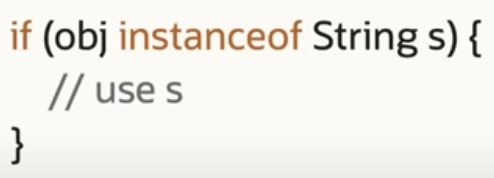 if (obj instanceof String s) {
// use s
}